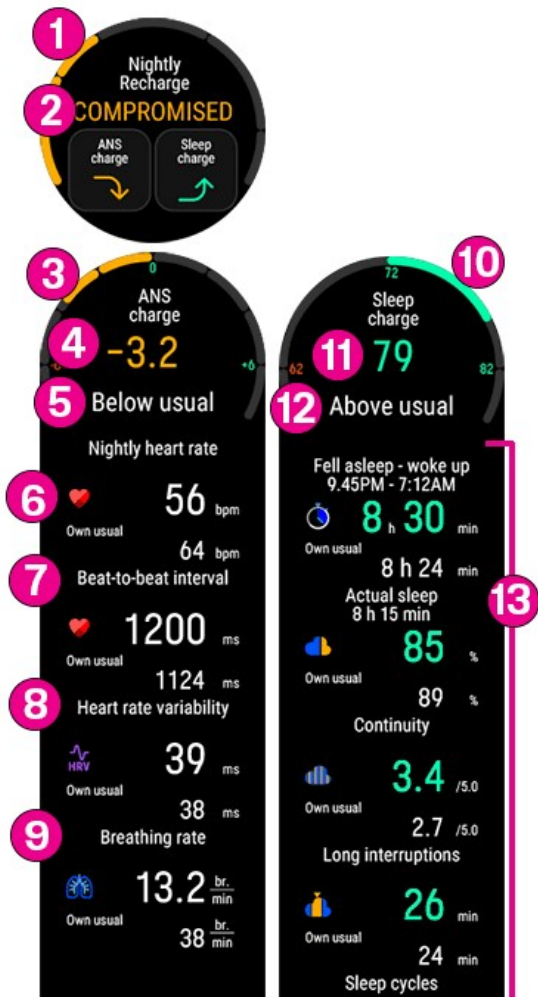 1
Nightly
Recharge
2
COMPROMISED
ANS
charge
Sleep
charge
3
0
ANS
charge
4
-3.2
+6
5
Below usual
Nightly heart rate
6
56 bpm
Own usual
64 bpm
7
Beat-to-beat interval
1200 ms
Own usual
1124 ms
8
Heart rate variability
HRV
39 ms
Own usual
38 ms
9
Breathing rate
13.2 br.
min
Own usual
38 br.
min
10
72
Sleep
charge
11
79
62
82
12
Above usual
Fell asleep - woke up
9.45PM - 7:12AM
8 h 30 min
Own usual
8 h 24 min
13
Actual sleep
8 h 15 min
85 %
Own usual
89 %
Continuity
3.4 /5.0
Own usual
2.7 /5.0
Long interruptions
26 min
Own usual
24 min
Sleep cycles